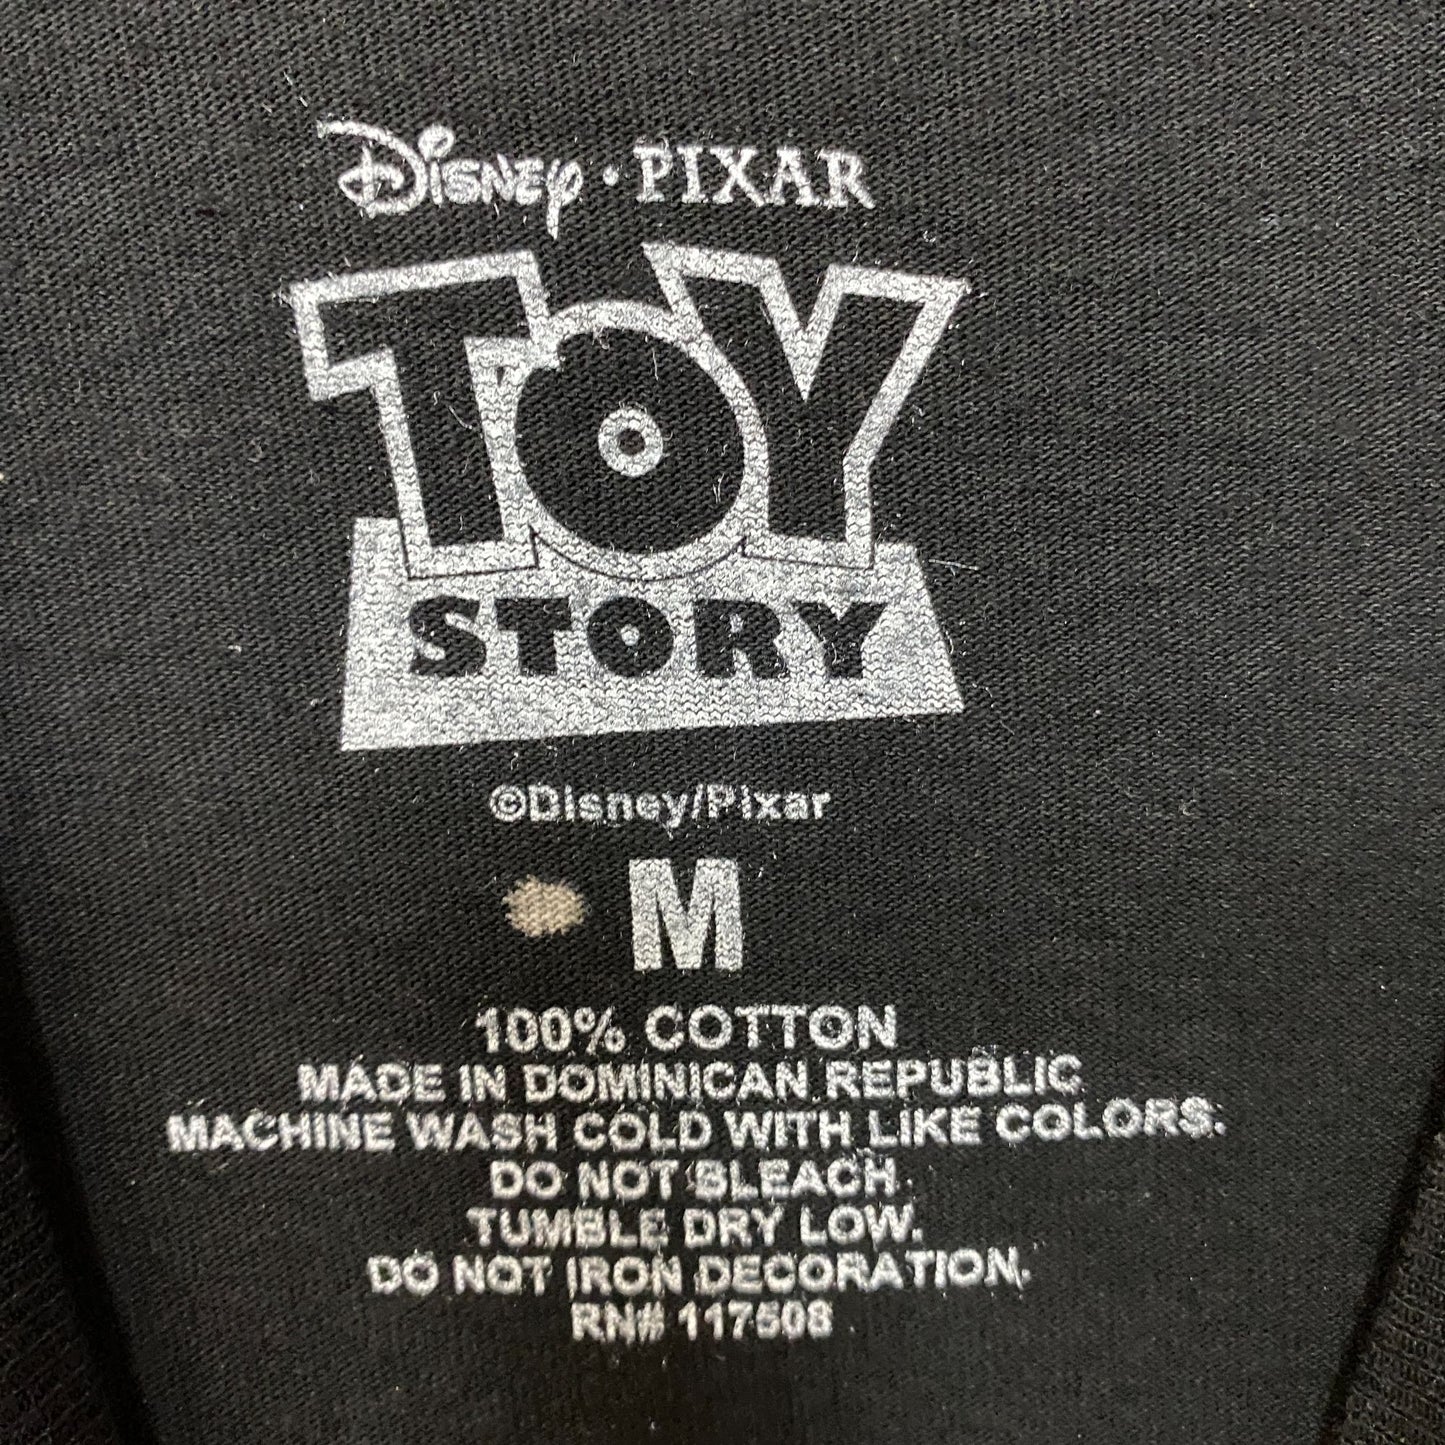 Disney · PIXAR
TOY
STORY
©Disney/Pixar
M
100% COTTON
MADE IN DOMINICAN REPUBLIC
MACHINE WASH COLD WITH LIKE COLORS.
DO NOT BLEACH.
TUMBLE DRY LOW.
DO NOT IRON DECORATION.
RN# 117508